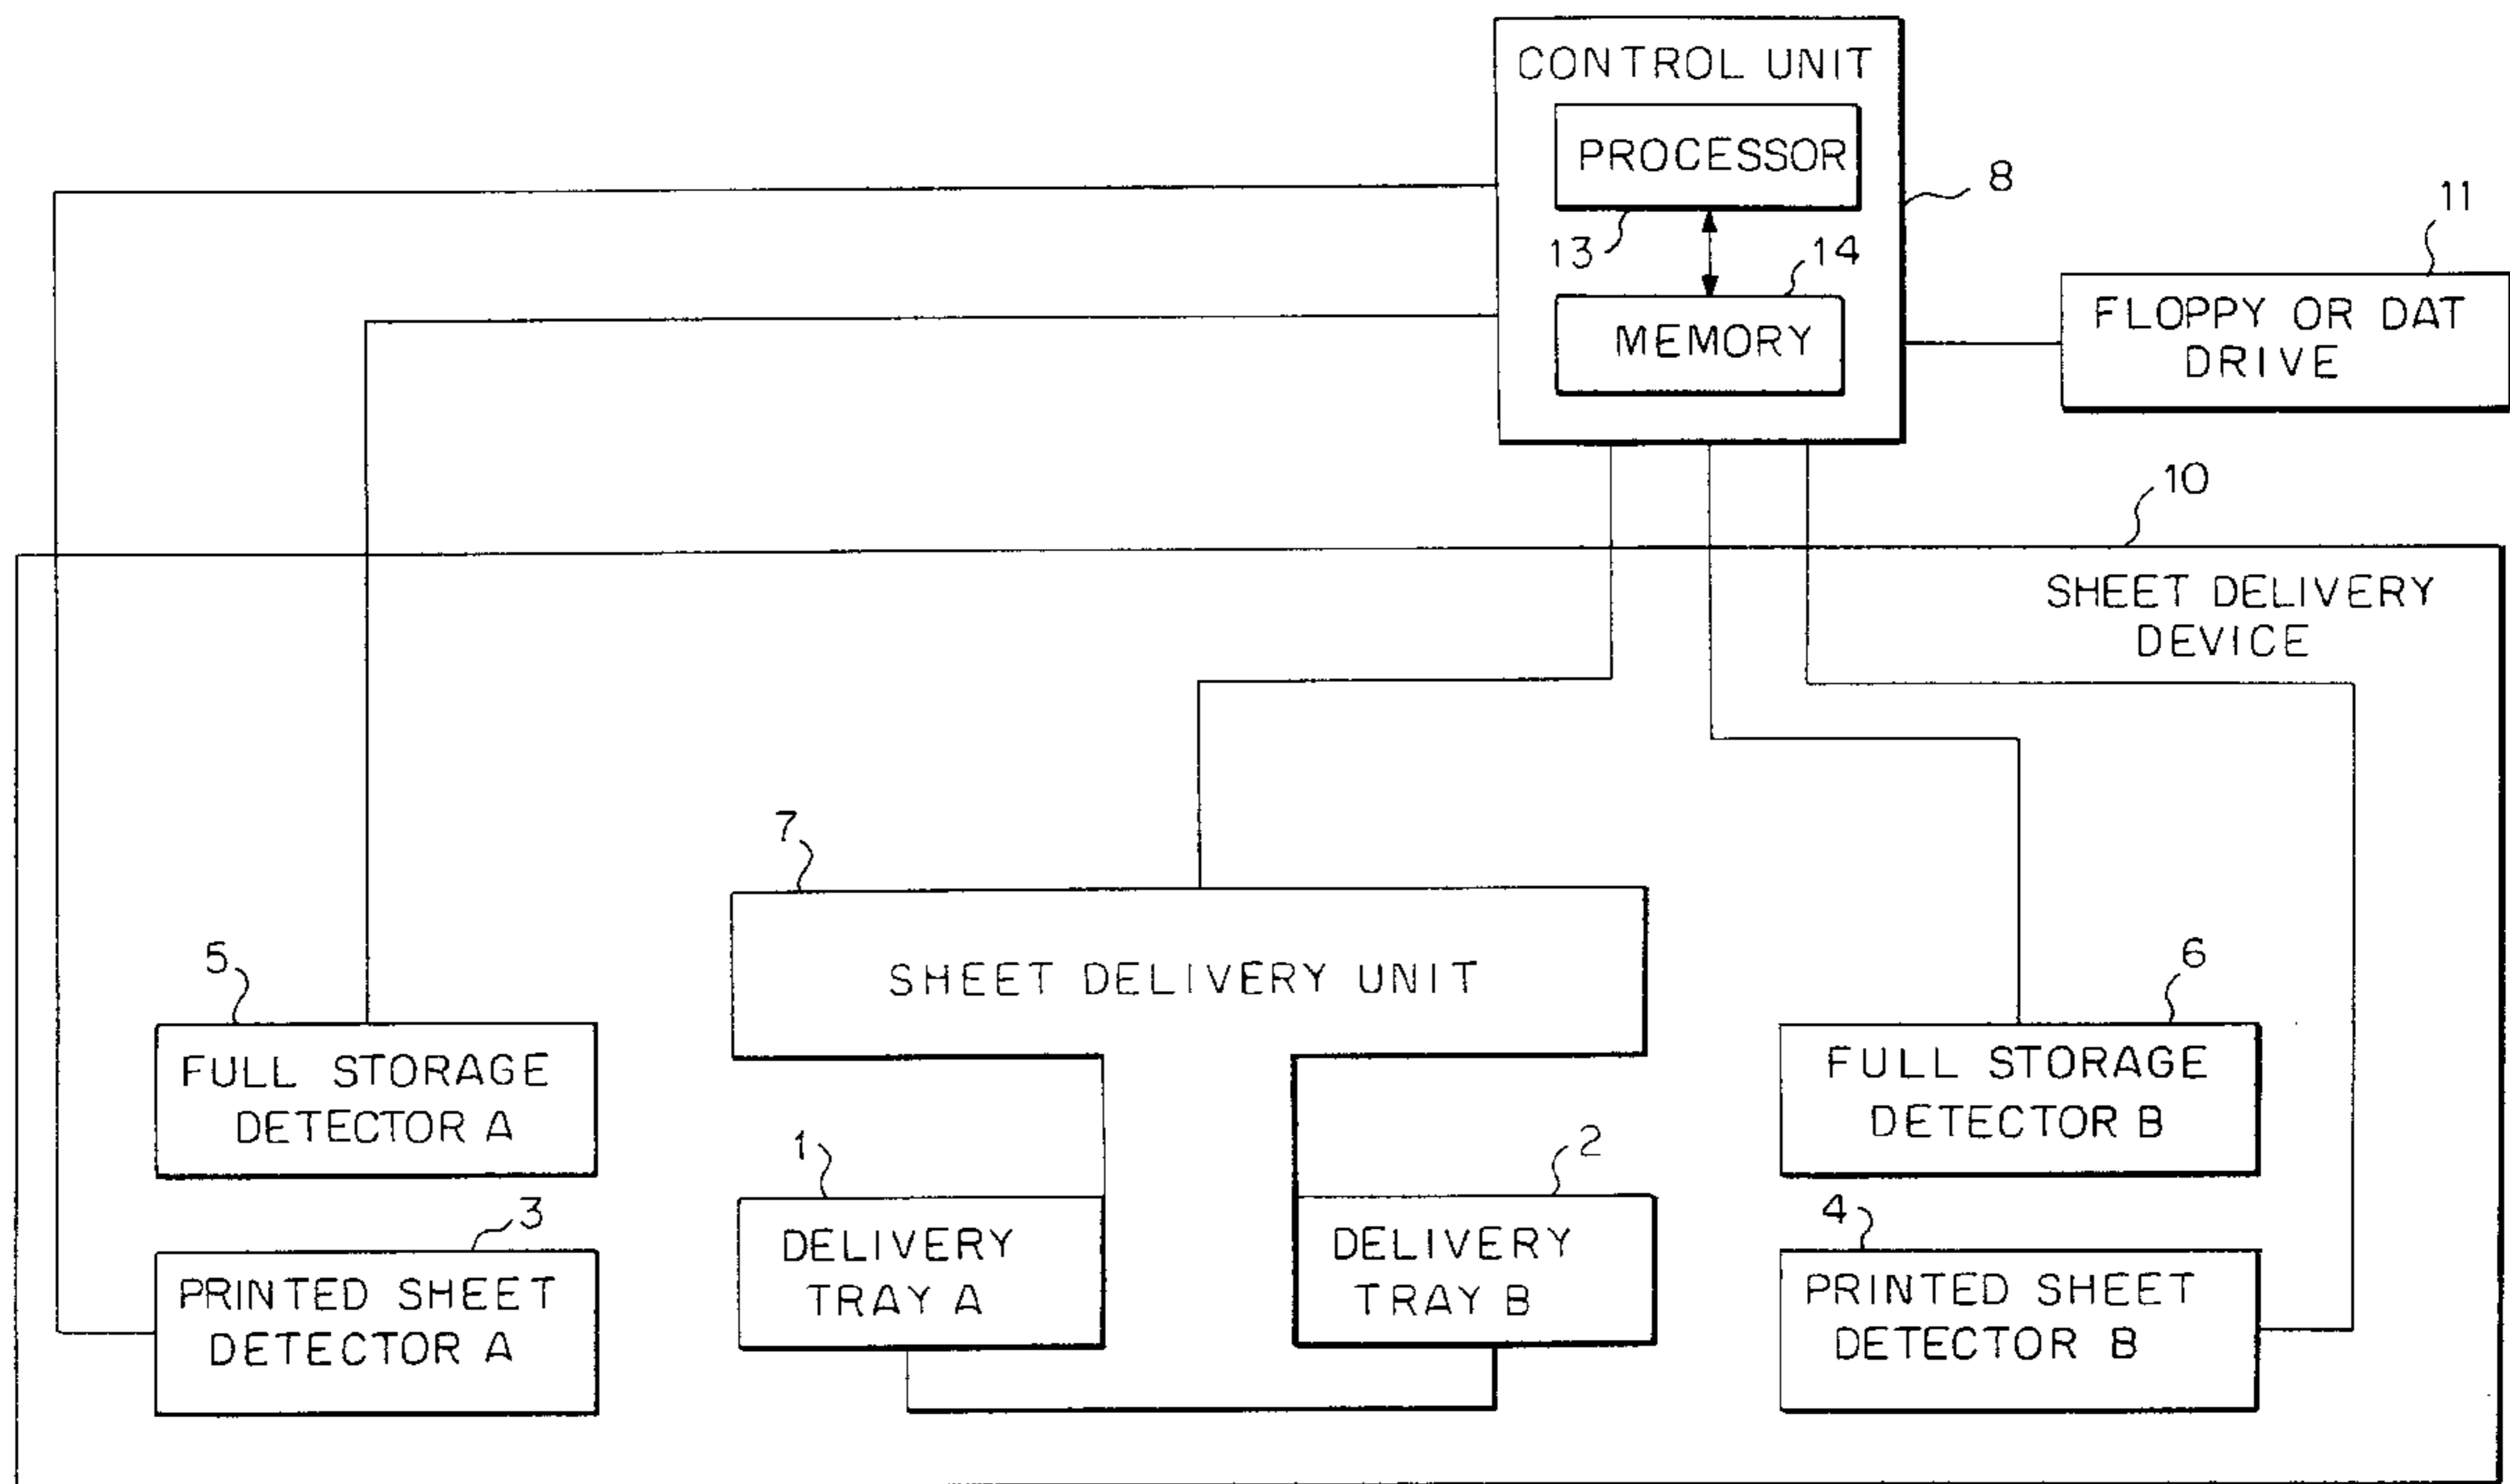 CONTROL UNIT
PROCESSOR
8
13
14
MEMORY
11
FLOPPY OR DAT
DRIVE
10
SHEET DELIVERY
DEVICE
7
SHEET DELIVERY UNIT
5
FULL STORAGE
DETECTOR A
6
FULL STORAGE
DETECTOR B
1
DELIVERY
TRAY A
2
DELIVERY
TRAY B
3
PRINTED SHEET
DETECTOR A
4
PRINTED SHEET
DETECTOR B